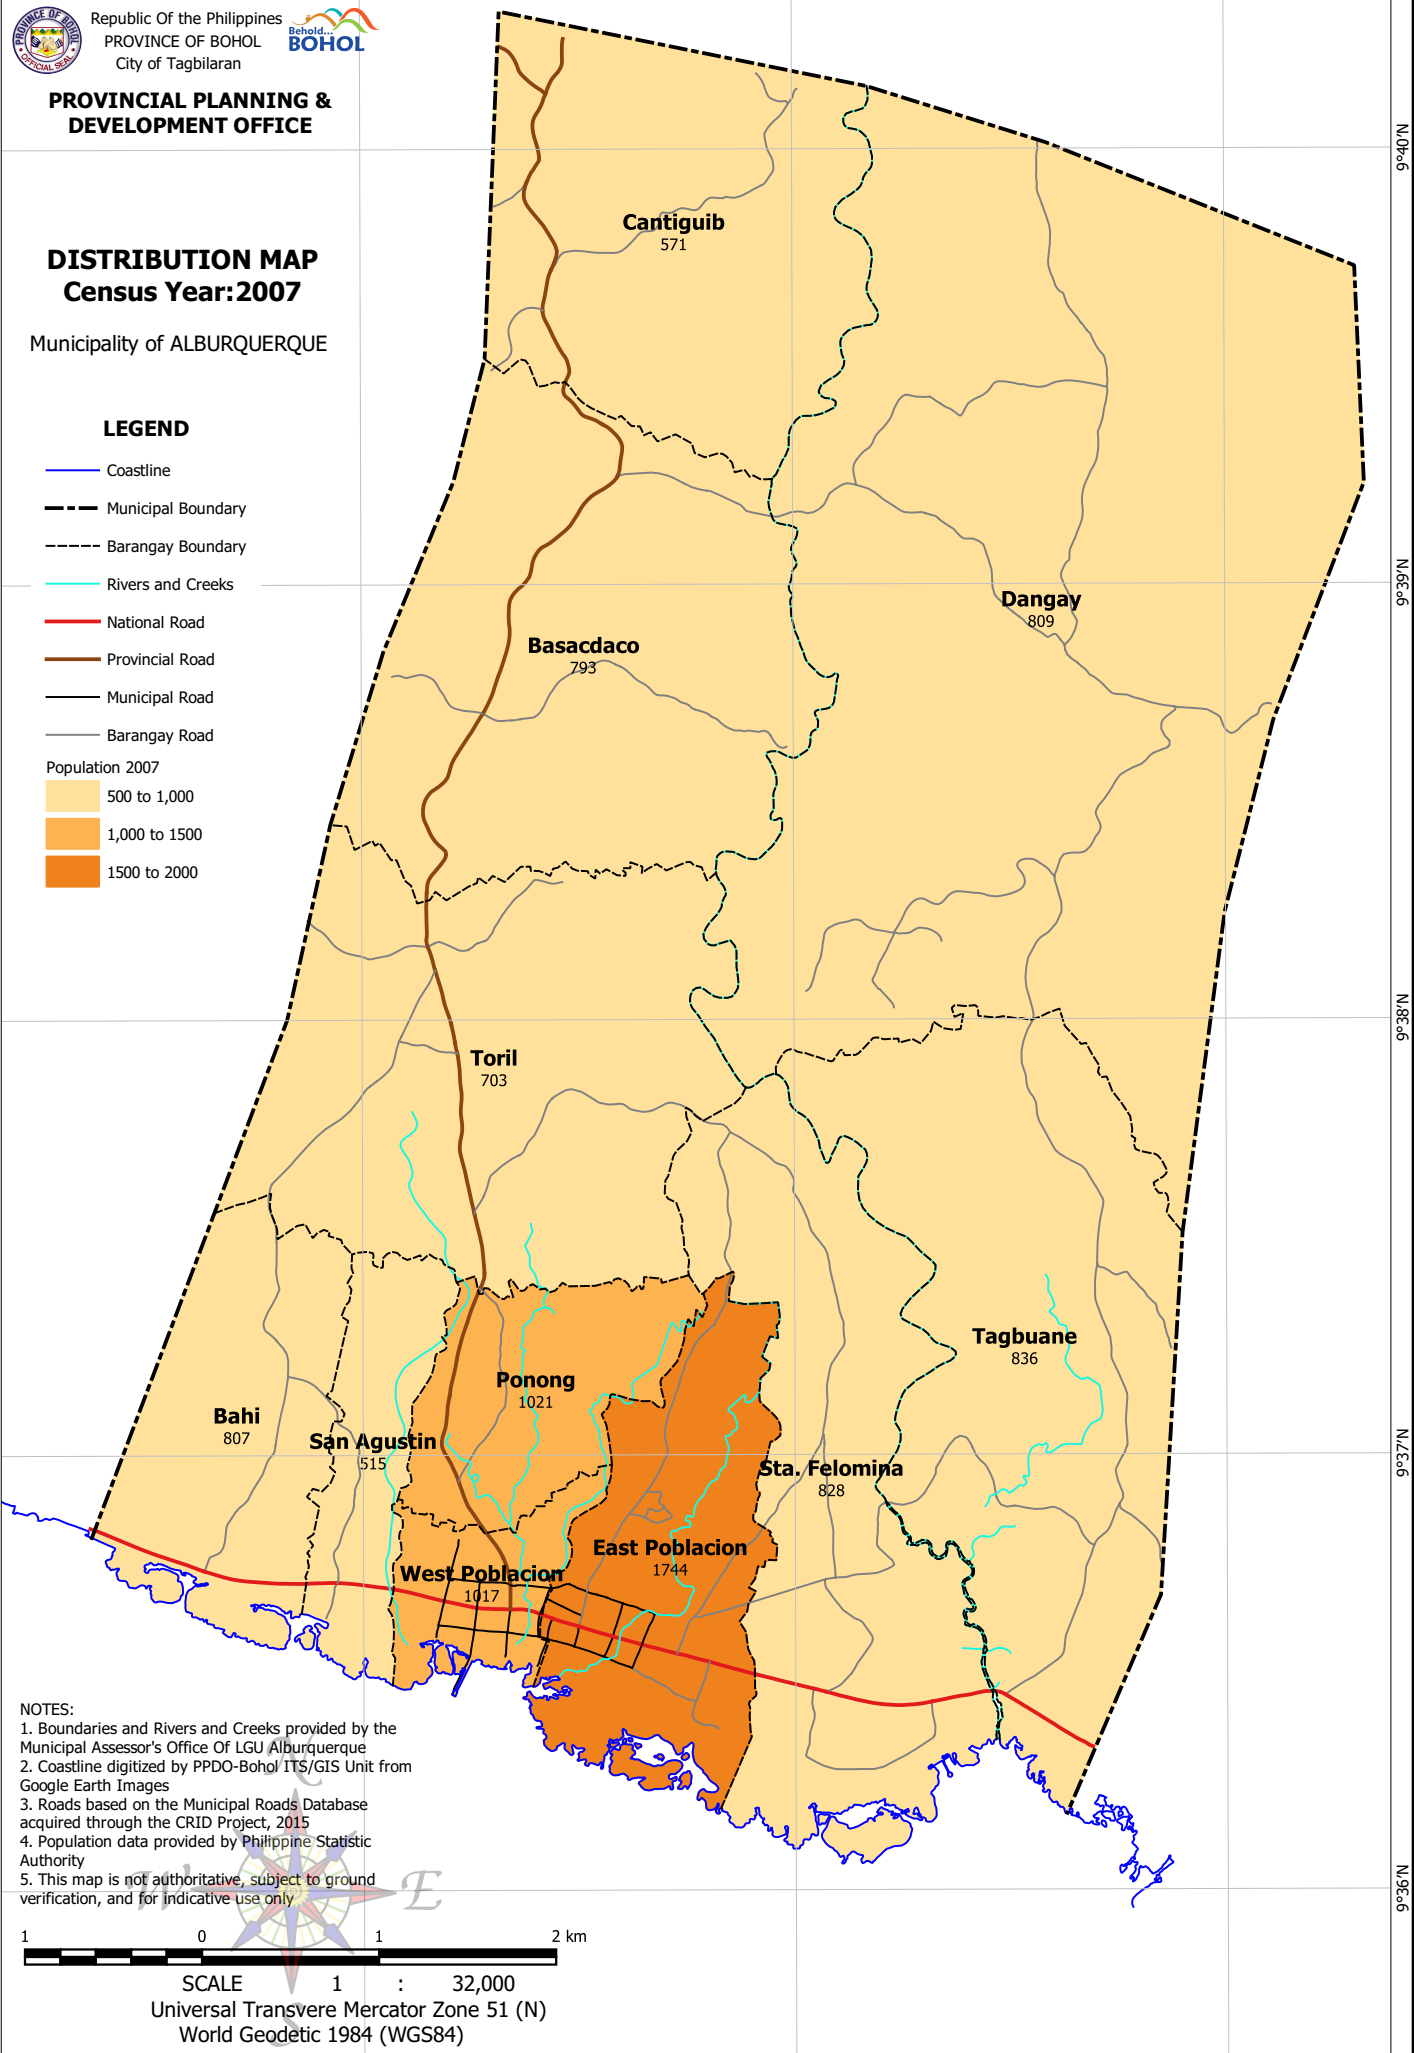 Republic Of the Philippines
PROVINCE OF BOHOL
City of Tagbilaran
PROVINCE OF BOHOL
OFFICIAL SEAL
Behold...
BOHOL
PROVINCIAL PLANNING &
DEVELOPMENT OFFICE
DISTRIBUTION MAP
Census Year:2007
Municipality of ALBURQUERQUE
LEGEND
Coastline
Municipal Boundary
Barangay Boundary
Rivers and Creeks
National Road
Provincial Road
Municipal Road
Barangay Road
Population 2007
500 to 1,000
1,000 to 1500
1500 to 2000
Cantiguib
571
Dangay
809
Basacdaco
793
Toril
703
Tagbuane
836
Ponong
1021
Bahi
807
San Agustin
515
Sta. Felomina
828
East Poblacion
1744
West Poblacion
1017
9°40'N
9°39'N
9°38'N
9°37'N
9°36'N
NOTES:
1. Boundaries and Rivers and Creeks provided by the
Municipal Assessor's Office Of LGU Alburquerque
2. Coastline digitized by PPDO-Bohol ITS/GIS Unit from
Google Earth Images
3. Roads based on the Municipal Roads Database
acquired through the CRID Project, 2015
4. Population data provided by Philippine Statistic
Authority
5. This map is not authoritative, subject to ground
verification, and for indicative use only
N
W
E
S
1 0 1 2 km
SCALE 1 : 32,000
Universal Transvere Mercator Zone 51 (N)
World Geodetic 1984 (WGS84)